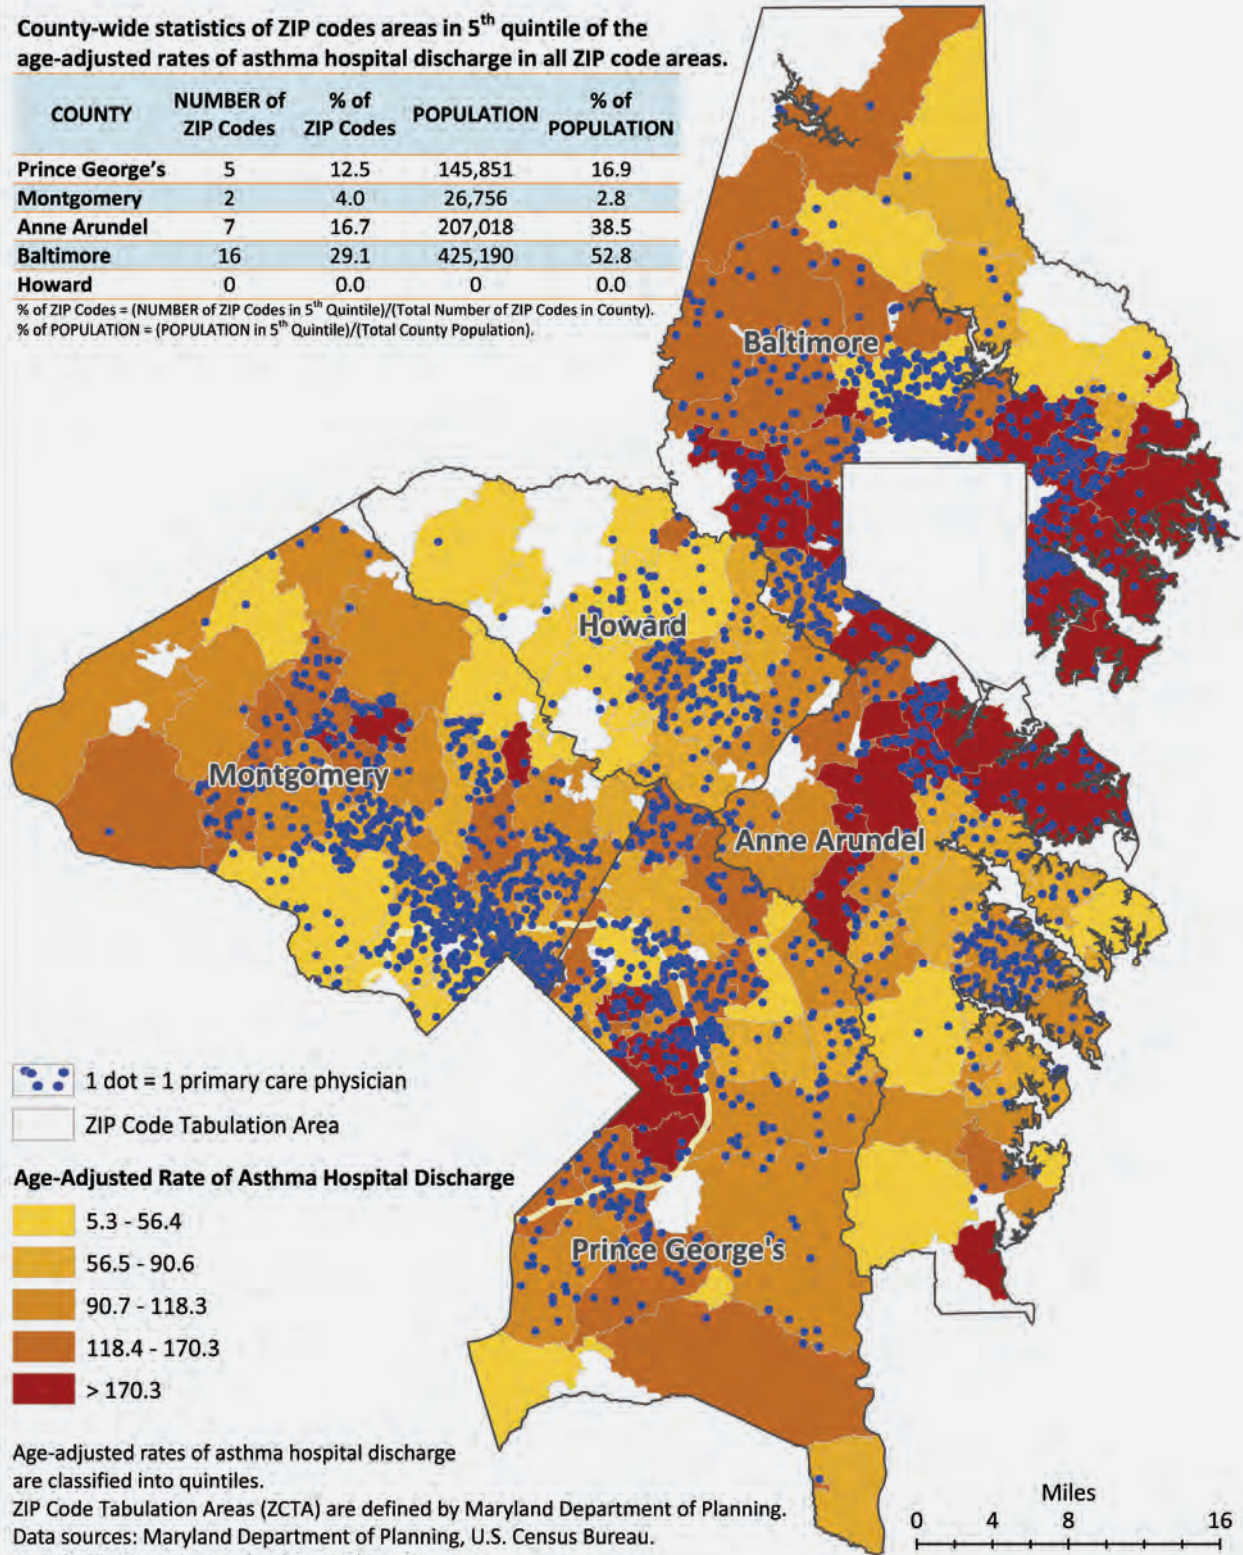 County-wide statistics of ZIP codes areas in 5th quintile of the
age-adjusted rates of asthma hospital discharge in all ZIP code areas.
COUNTY NUMBER of ZIP Codes % of ZIP Codes POPULATION % of POPULATION
Prince George's 5 12.5 145,851 16.9
Montgomery 2 4.0 26,756 2.8
Anne Arundel 7 16.7 207,018 38.5
Baltimore 16 29.1 425,190 52.8
Howard 0 0.0 0 0.0
% of ZIP Codes = (NUMBER of ZIP Codes in 5th Quintile)/(Total Number of ZIP Codes in County).
% of POPULATION = (POPULATION in 5th Quintile)/(Total County Population).
Baltimore
Howard
Montgomery
Anne Arundel
Prince George's
1 dot = 1 primary care physician
ZIP Code Tabulation Area
Age-Adjusted Rate of Asthma Hospital Discharge
5.3 - 56.4
56.5 - 90.6
90.7 - 118.3
118.4 - 170.3
> 170.3
Age-adjusted rates of asthma hospital discharge
are classified into quintiles.
ZIP Code Tabulation Areas (ZCTA) are defined by Maryland Department of Planning.
Data sources: Maryland Department of Planning, U.S. Census Bureau.
Miles
0 4 8 16